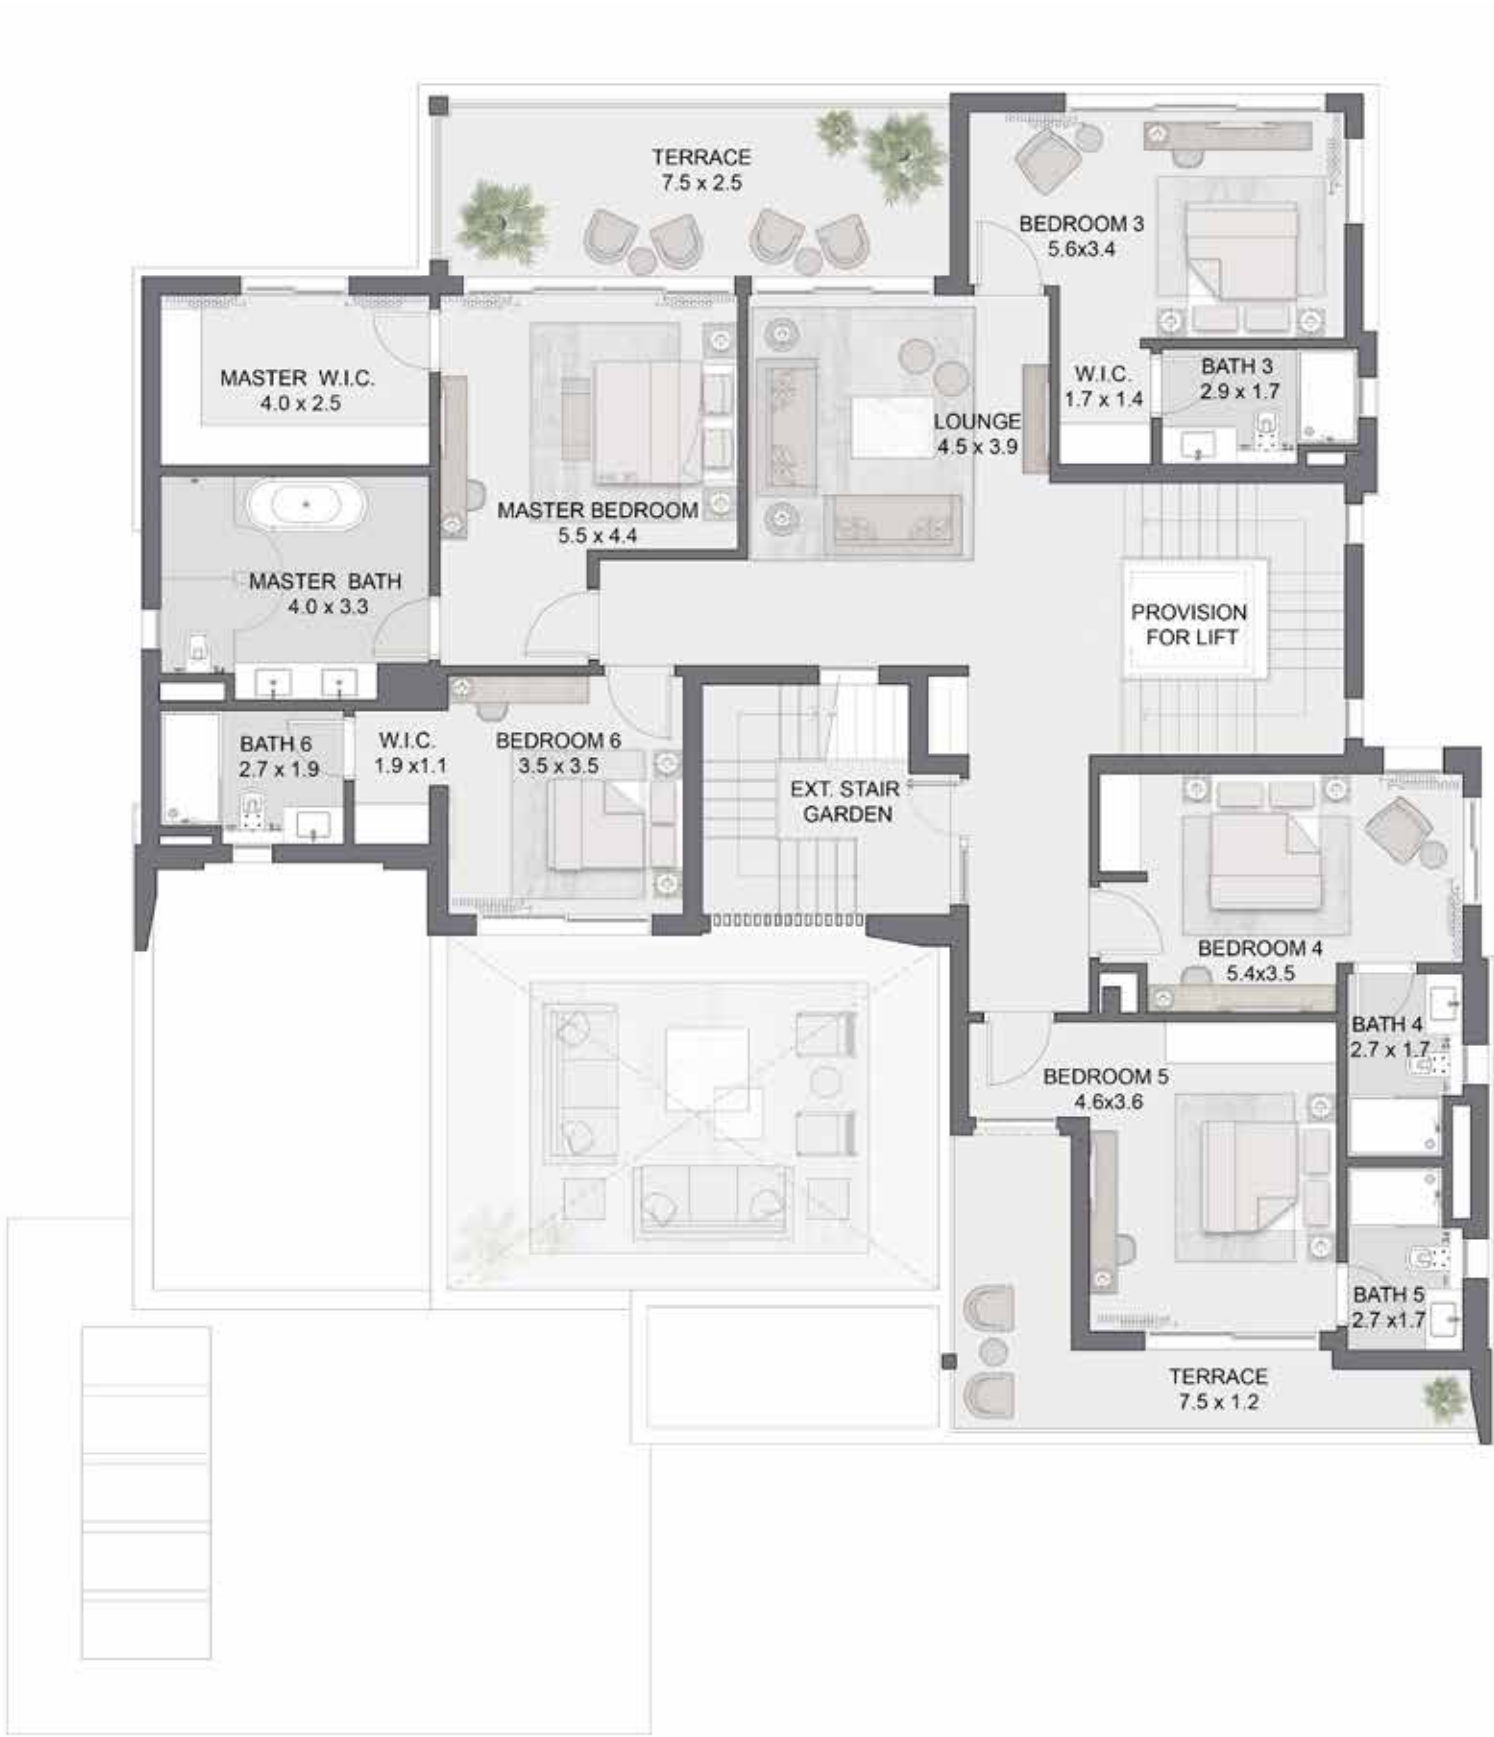 TERRACE
7.5 x 2.5
BEDROOM 3
5.6x3.4
MASTER W.I.C.
4.0 x 2.5
W.I.C.
1.7 x 1.4
BATH 3
2.9 x 1.7
LOUNGE
4.5 x 3.9
MASTER BEDROOM
5.5 x 4.4
MASTER BATH
4.0 x 3.3
PROVISION
FOR LIFT
BATH 6
2.7 x 1.9
W.I.C.
1.9 x1.1
BEDROOM 6
3.5 x 3.5
EXT. STAIR
GARDEN
BEDROOM 4
5.4x3.5
BATH 4
2.7 x 1.7
BEDROOM 5
4.6x3.6
BATH 5
2.7 x1.7
TERRACE
7.5 x 1.2